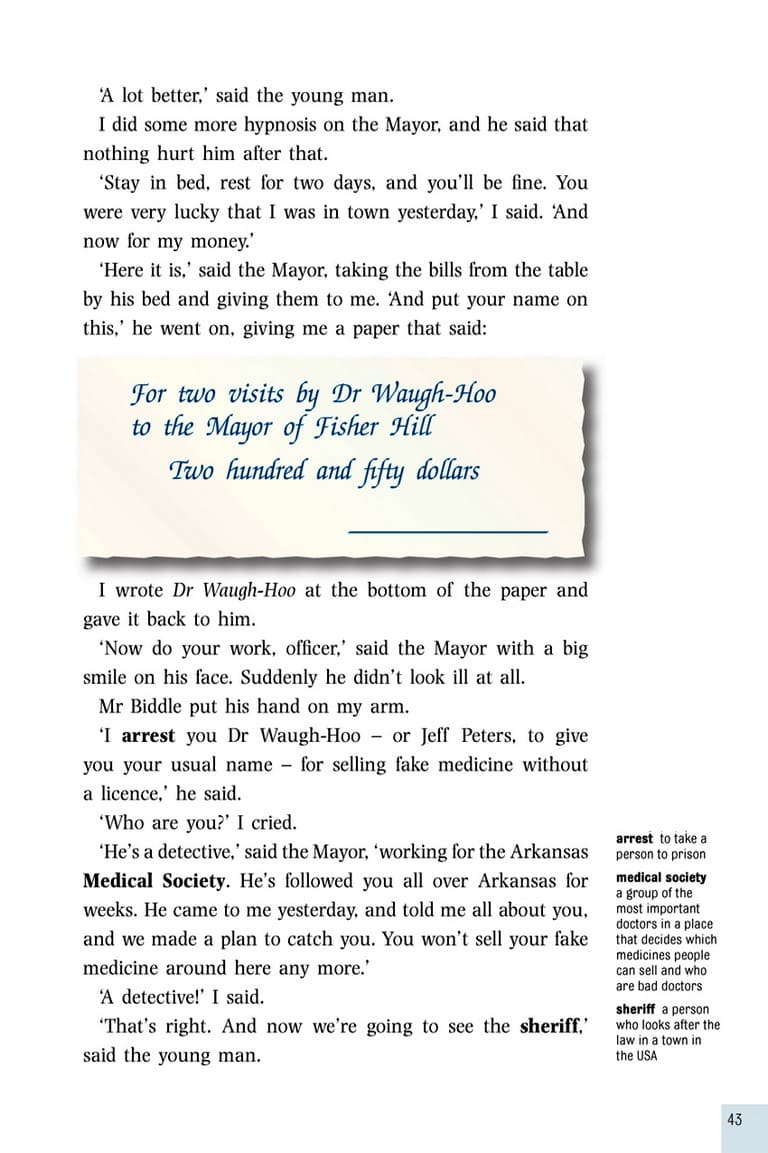 ‘A lot better,’ said the young man.
I did some more hypnosis on the Mayor, and he said that
nothing hurt him after that.
‘Stay in bed, rest for two days, and you’ll be fine. You
were very lucky that I was in town yesterday,’ I said. ‘And
now for my money.’
‘Here it is,’ said the Mayor, taking the bills from the table
by his bed and giving them to me. ‘And put your name on
this,’ he went on, giving me a paper that said:
For two visits by Dr Waugh-Hoo
to the Mayor of Fisher Hill
Two hundred and fifty dollars
I wrote Dr Waugh-Hoo at the bottom of the paper and
gave it back to him.
‘Now do your work, officer,’ said the Mayor with a big
smile on his face. Suddenly he didn’t look ill at all.
Mr Biddle put his hand on my arm.
‘I arrest you Dr Waugh-Hoo – or Jeff Peters, to give
you your usual name – for selling fake medicine without
a licence,’ he said.
‘Who are you?’ I cried.
‘He’s a detective,’ said the Mayor, ‘working for the Arkansas
Medical Society. He’s followed you all over Arkansas for
weeks. He came to me yesterday, and told me all about you,
and we made a plan to catch you. You won’t sell your fake
medicine around here any more.’
‘A detective!’ I said.
‘That’s right. And now we’re going to see the sheriff,’
said the young man.
arrest to take a
person to prison
medical society
a group of the
most important
doctors in a place
that decides which
medicines people
can sell and who
are bad doctors
sheriff a person
who looks after the
law in a town in
the USA
43